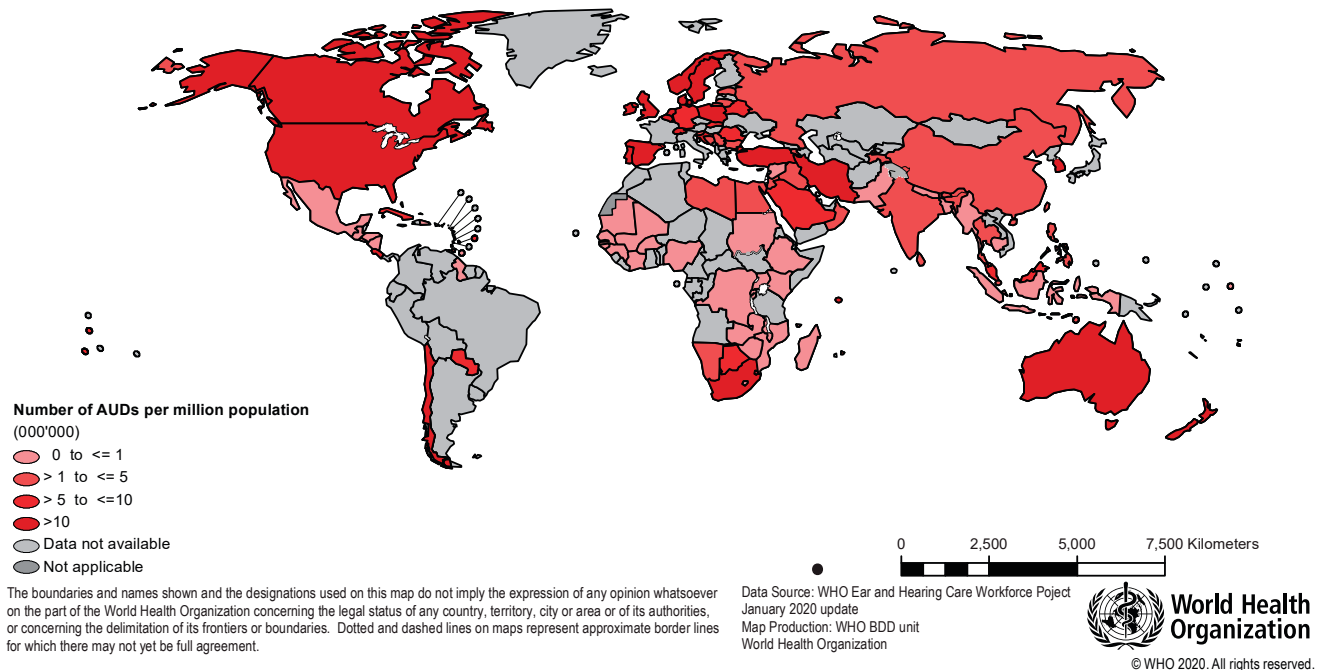 Number of AUDs per million population
(000'000)
0 to <= 1
> 1 to <= 5
> 5 to <=10
>10
Data not available
Not applicable
0 2,500 5,000 7,500 Kilometers
The boundaries and names shown and the designations used on this map do not imply the expression of any opinion whatsoever
on the part of the World Health Organization concerning the legal status of any country, territory, city or area or of its authorities,
or concerning the delimitation of its frontiers or boundaries. Dotted and dashed lines on maps represent approximate border lines
for which there may not yet be full agreement.
Data Source: WHO Ear and Hearing Care Workforce Poject
January 2020 update
Map Production: WHO BDD unit
World Health Organization
World Health
Organization
© WHO 2020. All rights reserved.